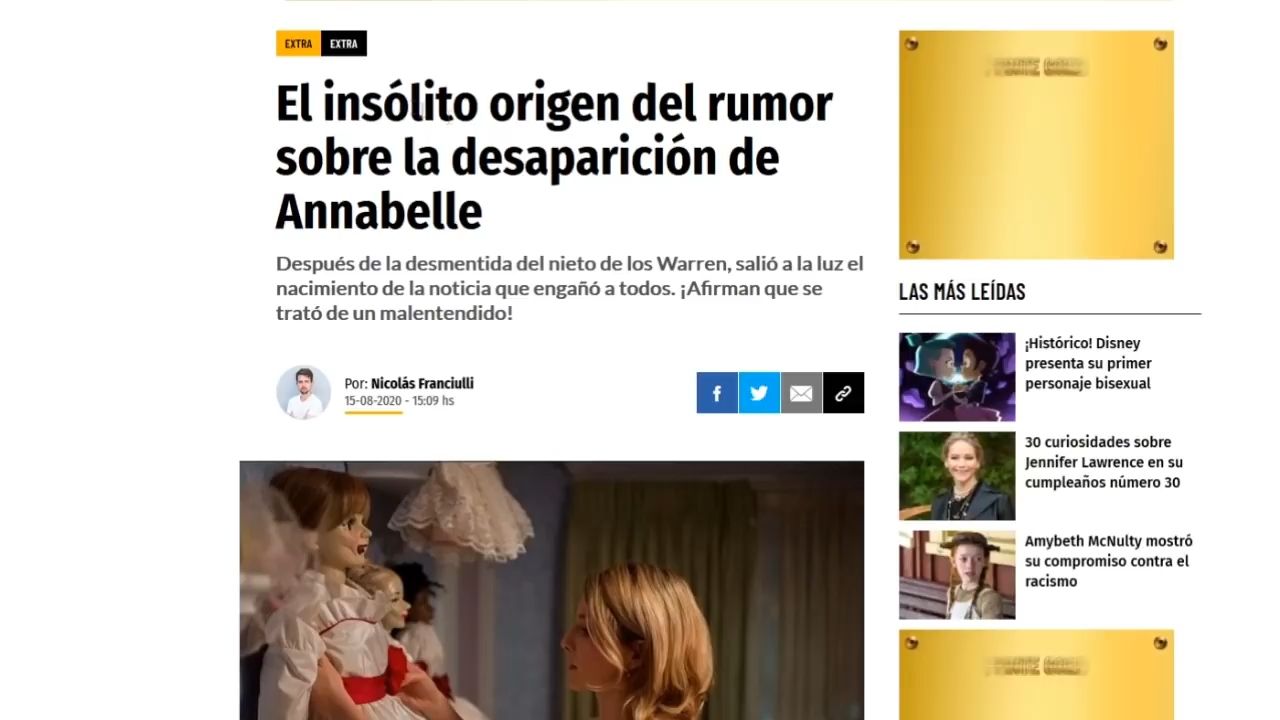 EXTRA EXTRA
El insólito origen del rumor
sobre la desaparición de
Annabelle
Después de la desmentida del nieto de los Warren, salió a la luz el
nacimiento de la noticia que engañó a todos. ¡Afirman que se
trató de un malentendido!
Por: Nicolás Franciulli
15-08-2020 - 15:09 hs
LAS MÁS LEÍDAS
¡Histórico! Disney
presenta su primer
personaje bisexual
30 curiosidades sobre
Jennifer Lawrence en su
cumpleaños número 30
Amybeth McNulty mostró
su compromiso contra el
racismo